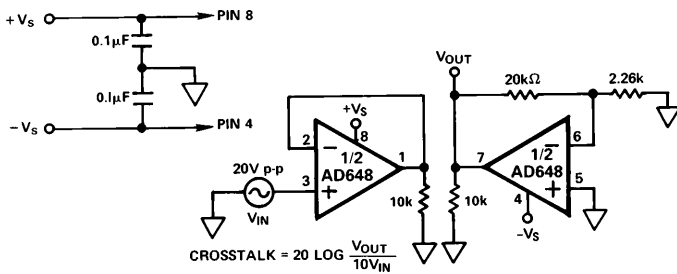 +VS
PIN 8
0.1µF
0.1µF
−VS
PIN 4
+VS
8
2
−
1/2
AD648
1
3
+
20V p-p
VIN
10k
VOUT
20kΩ
2.26k
6
−
1/2
AD648
7
5
+
4
10k
−VS
CROSSTALK = 20 LOG VOUT
10VIN